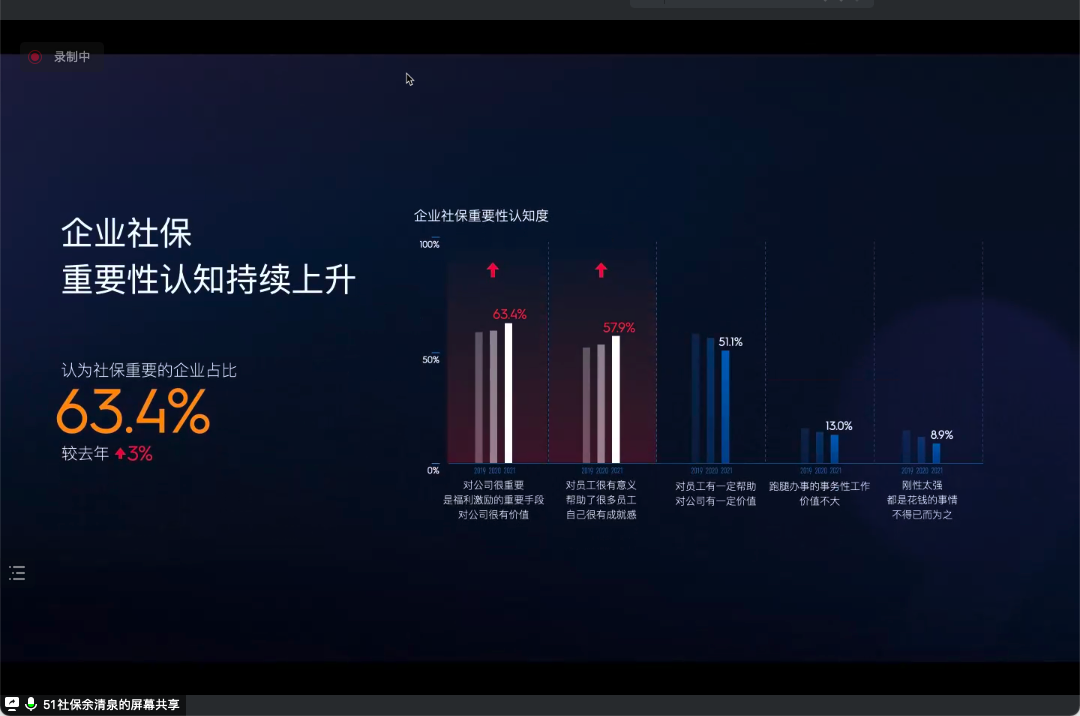 录制中
企业社保
重要性认知持续上升
认为社保重要的企业占比
63.4%
较去年 3%
企业社保重要性认知度
100%
50%
0%
63.4%
57.9%
51.1%
13.0%
8.9%
2019 2020 2021
2019 2020 2021
2019 2020 2021
2019 2020 2021
2019 2020 2021
对公司很重要
是福利激励的重要手段
对公司很有价值
对员工很有意义
帮助了很多员工
自己很有成就感
对员工有一定帮助
对公司有一定价值
跑腿办事的事务性工作
价值不大
刚性太强
都是花钱的事情
不得已而为之
51社保余清泉的屏幕共享